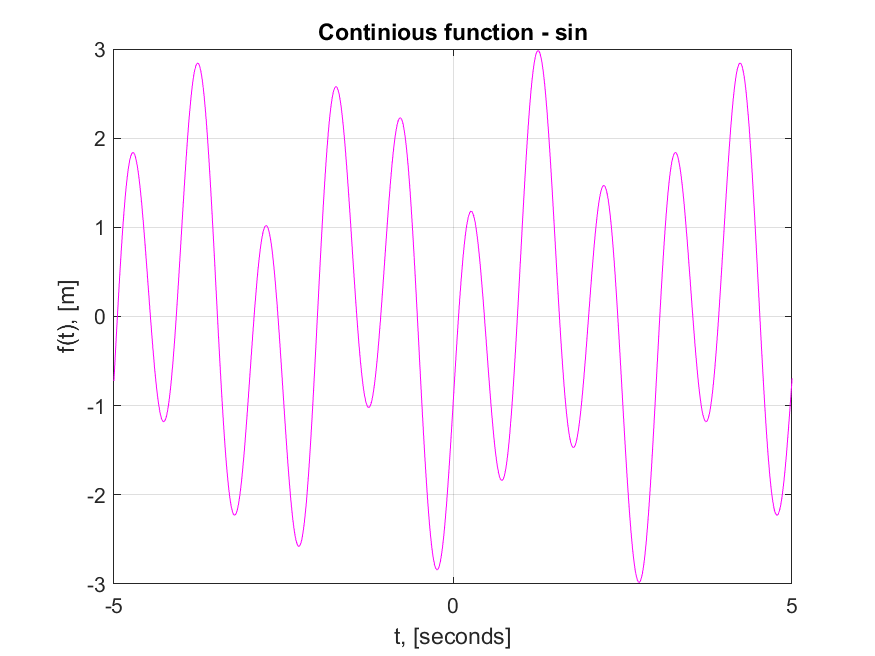 Continious function - sin
3
2
1
0
-1
-2
-3
f(t), [m]
-5 0 5
t, [seconds]